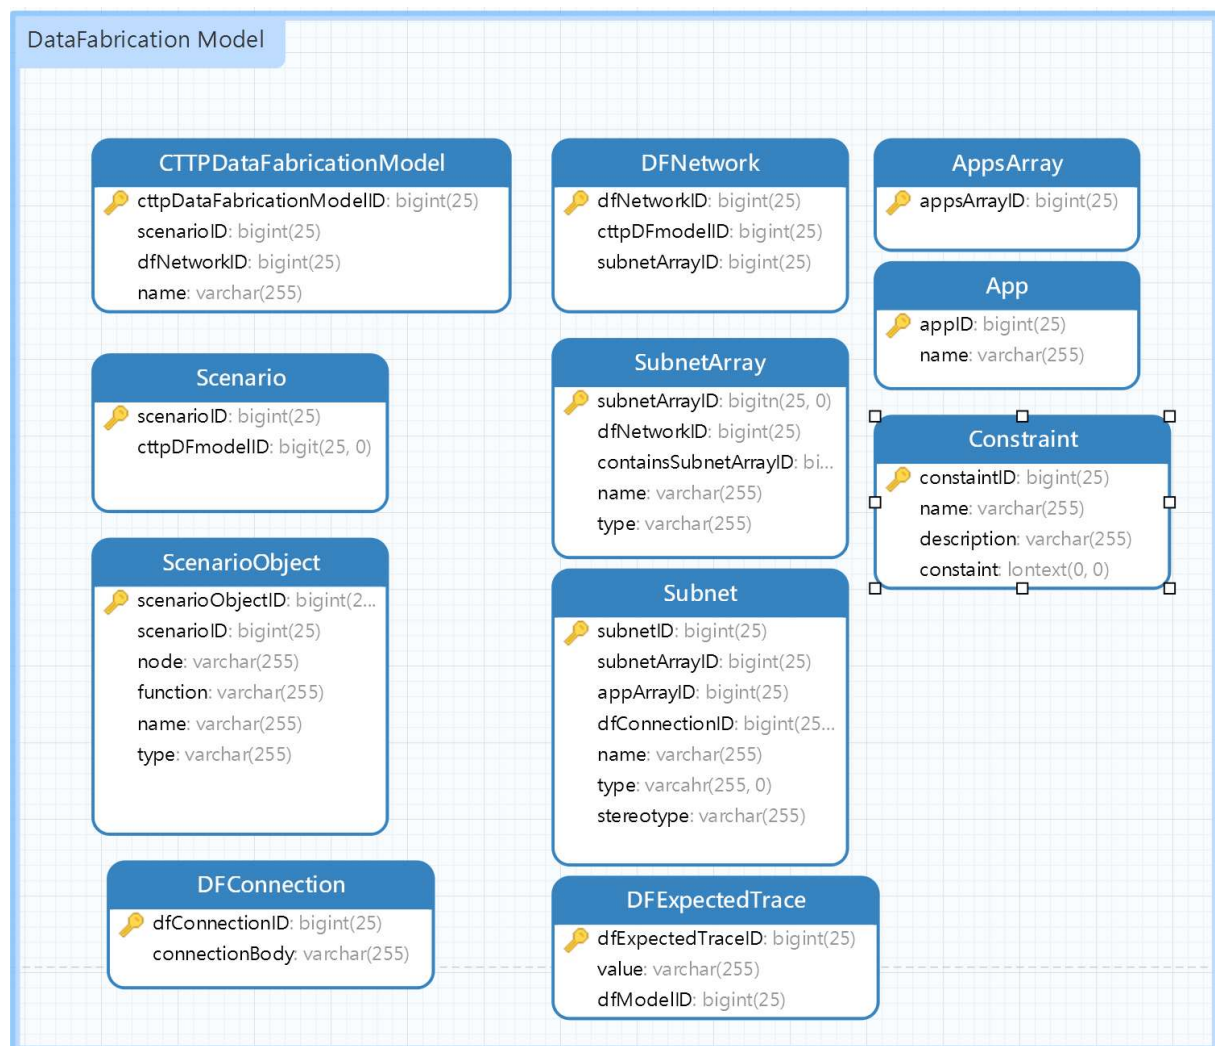 DataFabrication Model
CTTPDataFabricationModel
cttpDataFabricationModelID: bigint(25)
scenarioID: bigint(25)
dfNetworkID: bigint(25)
name: varchar(255)
Scenario
scenarioID: bigint(25)
cttpDFmodelID: bigit(25, 0)
ScenarioObject
scenarioObjectID: bigint(2...
scenarioID: bigint(25)
node: varchar(255)
function: varchar(255)
name: varchar(255)
type: varchar(255)
DFConnection
dfConnectionID: bigint(25)
connectionBody: varchar(255)
DFNetwork
dfNetworkID: bigint(25)
cttpDFmodelID: bigint(25)
subnetArrayID: bigint(25)
SubnetArray
subnetArrayID: bigitn(25, 0)
dfNetworkID: bigint(25)
containsSubnetArrayID: bi...
name: varchar(255)
type: varchar(255)
Subnet
subnetID: bigint(25)
subnetArrayID: bigint(25)
appArrayID: bigint(25)
dfConnectionID: bigint(25...
name: varchar(255)
type: varcahr(255, 0)
stereotype: varchar(255)
DFExpectedTrace
dfExpectedTraceID: bigint(25)
value: varchar(255)
dfModelID: bigint(25)
AppsArray
appsArrayID: bigint(25)
App
appID: bigint(25)
name: varchar(255)
Constraint
constaintID: bigint(25)
name: varchar(255)
description: varchar(255)
constaint: lontext(0, 0)